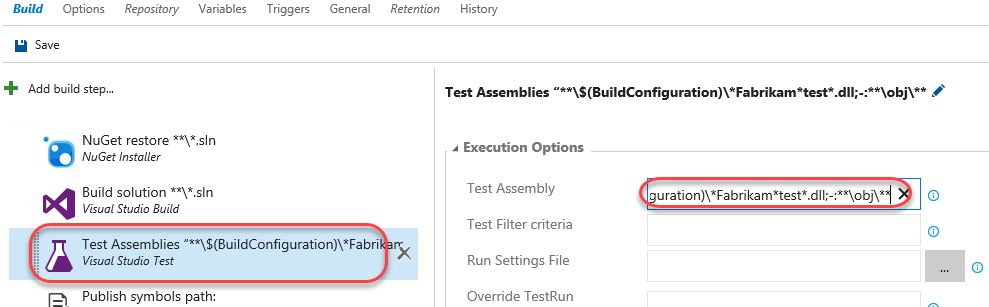 Build Options Repository Variables Triggers General Retention History
Save
Add build step...
NuGet restore **\*.sln
NuGet Installer
Build solution **\*.sln
Visual Studio Build
Test Assemblies “**\$(BuildConfiguration)\*Fabrikam
Visual Studio Test
Publish symbols path:
Test Assemblies “**\$(BuildConfiguration)\*Fabrikam*test*.dll;-:**\obj\**
Execution Options
Test Assembly
guration)\*Fabrikam*test*.dll;-:**\obj\**
Test Filter criteria
Run Settings File
...
Override TestRun